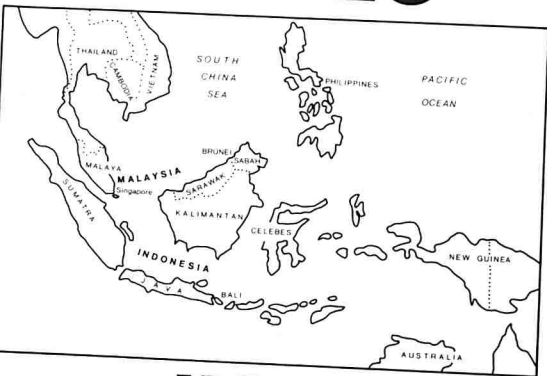 THAILAND
CAMBODIA
VIETNAM
SOUTH
CHINA
SEA
PHILIPPINES
PACIFIC
OCEAN
BRUNEI
SABAH
MALAYA
MALAYSIA
Singapore
SARAWAK
SUMATRA
KALIMANTAN
CELEBES
INDONESIA
NEW GUINEA
JAVA
BALI
AUSTRALIA